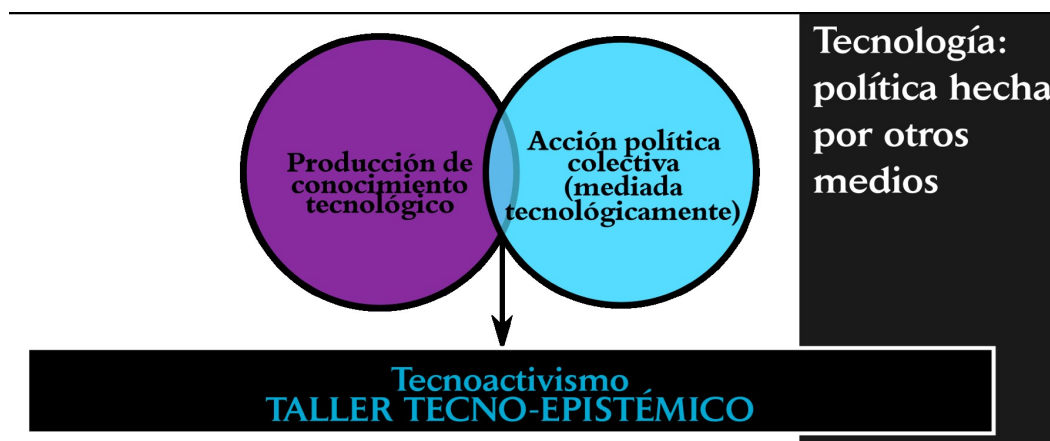 Producción de
conocimiento
tecnológico
Acción política
colectiva
(mediada
tecnológicamente)
Tecnología:
política hecha
por otros
medios
Tecnoactivismo
TALLER TECNO-EPISTÉMICO